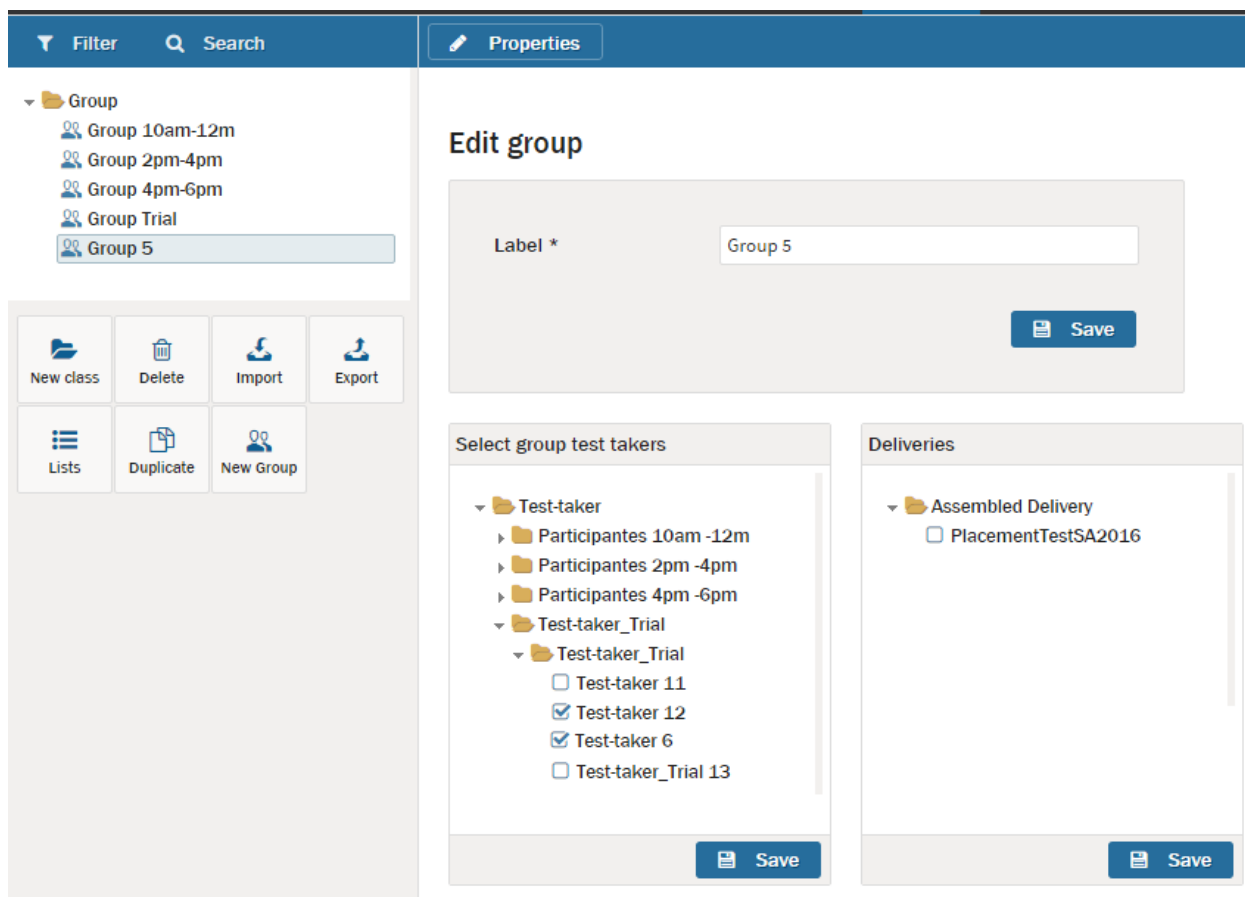 Filter
Search
Properties
Group
Group 10am-12m
Group 2pm-4pm
Group 4pm-6pm
Group Trial
Group 5
New class
Delete
Import
Export
Lists
Duplicate
New Group
Edit group
Label *
Group 5
Save
Select group test takers
Test-taker
Participantes 10am -12m
Participantes 2pm -4pm
Participantes 4pm -6pm
Test-taker_Trial
Test-taker_Trial
Test-taker 11
Test-taker 12
Test-taker 6
Test-taker_Trial 13
Save
Deliveries
Assembled Delivery
PlacementTestSA2016
Save